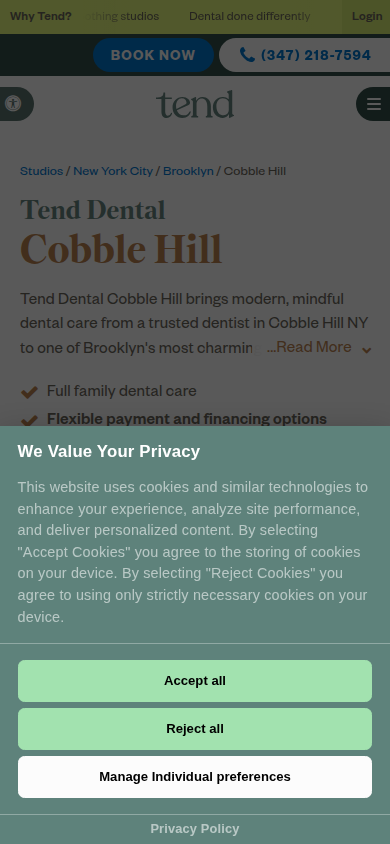 Why Tend? studios Dental done differently Login
BOOK NOW (347) 218-7594
tend
Studios / New York City / Brooklyn / Cobble Hill
Tend Dental
Cobble Hill
Tend Dental Cobble Hill brings modern, mindful
dental care from a trusted dentist in Cobble Hill NY
to one of Brooklyn's most charmin ...Read More
Full family dental care
Flexible payment and financing options
We Value Your Privacy
This website uses cookies and similar technologies to
enhance your experience, analyze site performance,
and deliver personalized content. By selecting
"Accept Cookies" you agree to the storing of cookies
on your device. By selecting "Reject Cookies" you
agree to using only strictly necessary cookies on your
device.
Accept all
Reject all
Manage Individual preferences
Privacy Policy